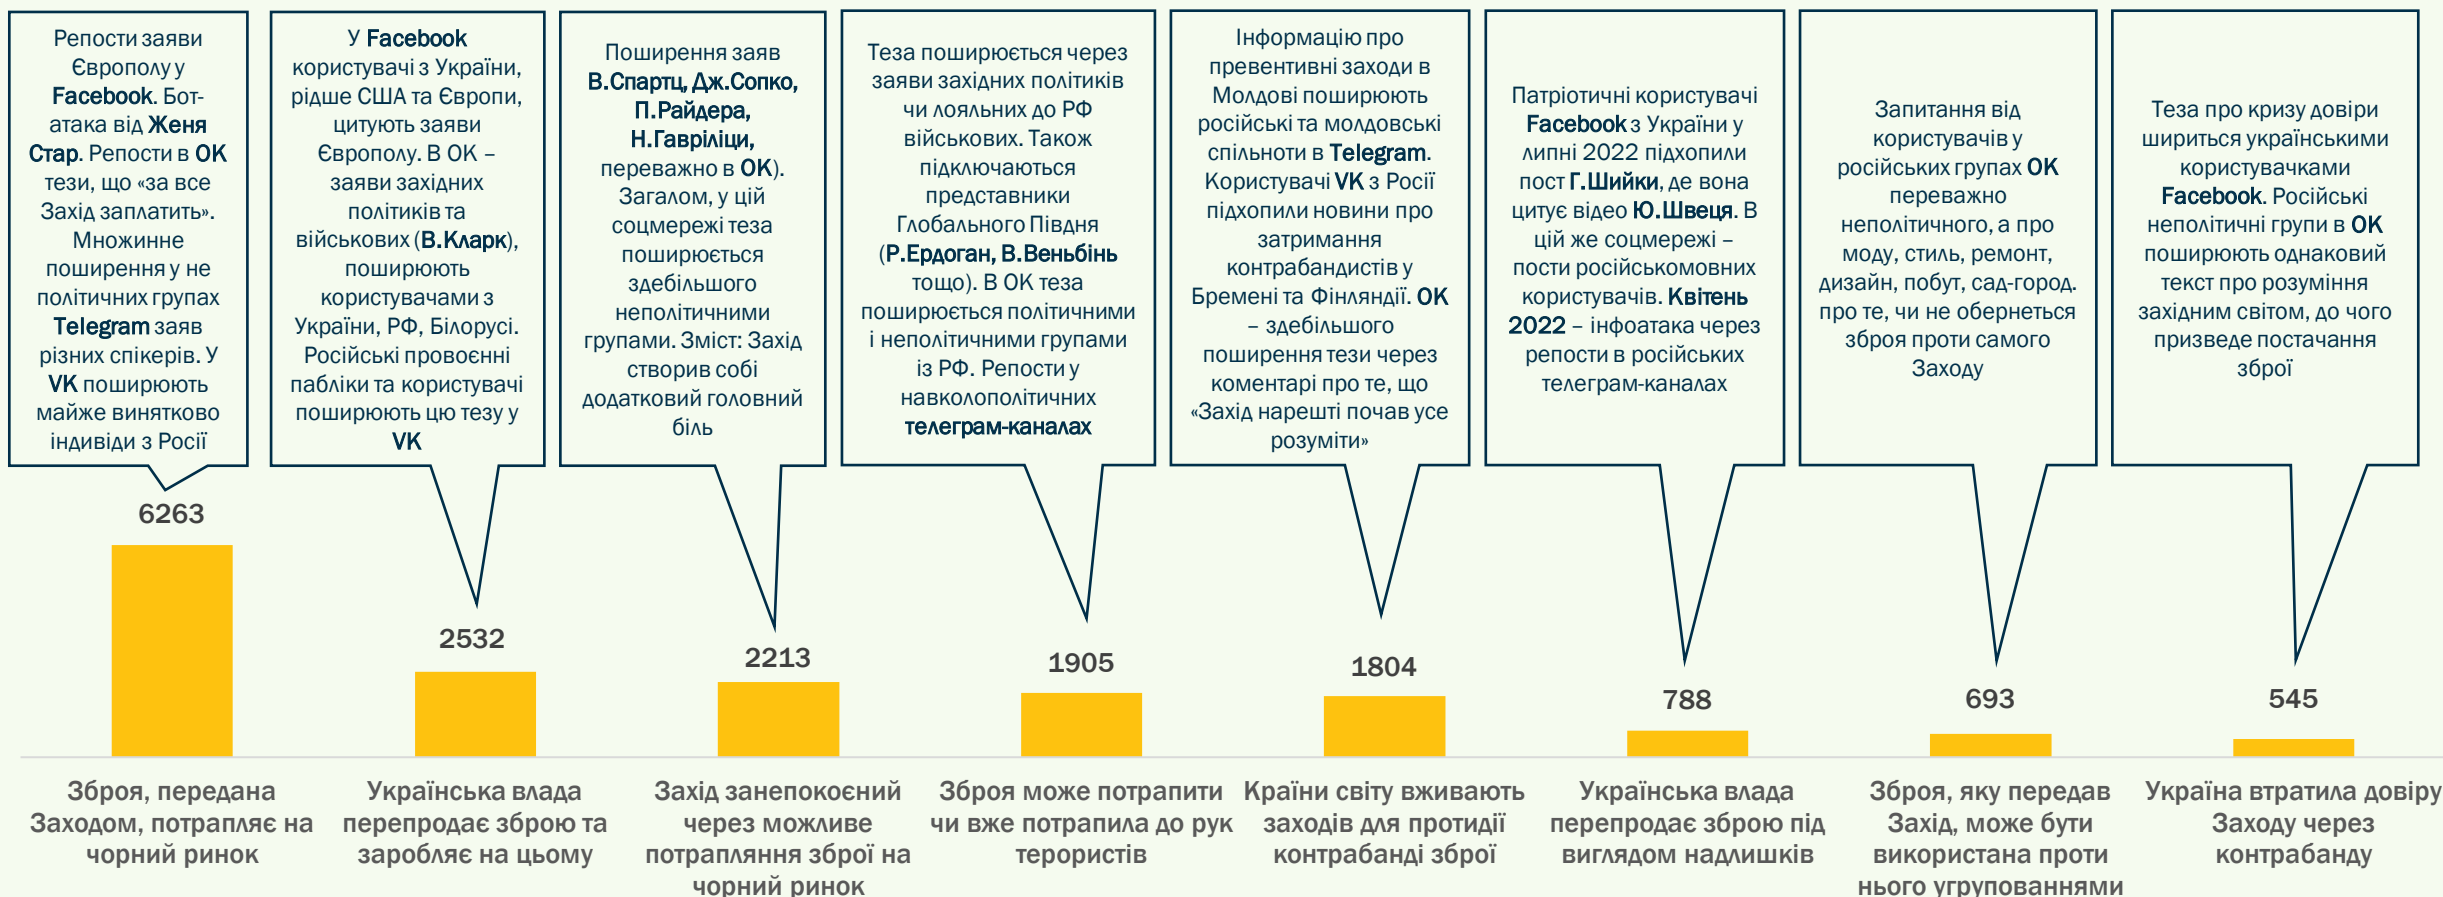 Репости заяви
Європолу у
Facebook. Бот-
атака від Женя
Стар. Репости в ОК
тези, що «за все
Захід заплатить».
Множинне
поширення у не
політичних групах
Telegram заяв
різних спікерів. У
VK поширюють
майже винятково
індивіди з Росії
У Facebook
користувачі з України,
рідше США та Європи,
цитують заяви
Європолу. В ОК –
заяви західних
політиків та
військових (В.Кларк),
поширюють
користувачами з
України, РФ, Білорусі.
Російські провоєнні
пабліки та користувачі
поширюють цю тезу у
VK
Поширення заяв
В.Спартц, Дж.Сопко,
П.Райдера,
Н.Гавріліци,
переважно в ОК).
Загалом, у цій
соцмережі теза
поширюється
здебільшого
неполітичними
групами. Зміст: Захід
створив собі
додатковий головний
біль
Теза поширюється через
заяви західних політиків
чи лояльних до РФ
військових. Також
підключаються
представники
Глобального Півдня
(Р.Ердоган, В.Веньбінь
тощо). В ОК теза
поширюється політичними
і неполітичними групами
із РФ. Репости у
навколополітичних
телеграм-каналах
Інформацію про
превентивні заходи в
Молдові поширюють
російські та молдовські
спільноти в Telegram.
Користувачі VK з Росії
підхопили новини про
затримання
контрабандистів у
Бремені та Фінляндії. ОК
– здебільшого
поширення тези через
коментарі про те, що
«Захід нарешті почав усе
розуміти»
Патріотичні користувачі
Facebook з України у
липні 2022 підхопили
пост Г.Шийки, де вона
цитує відео Ю.Швеця. В
цій же соцмережі –
пости російськомовних
користувачів. Квітень
2022 – інфоатака через
репости в російських
телеграм-каналах
Запитання від
користувачів у
російських групах ОК
переважно
неполітичного, а про
моду, стиль, ремонт,
дизайн, побут, сад-город.
про те, чи не обернеться
зброя проти самого
Заходу
Теза про кризу довіри
шириться українськими
користувачками
Facebook. Російські
неполітичні групи в ОК
поширюють однаковий
текст про розуміння
західним світом, до чого
призведе постачання
зброї
6263
2532
2213
1905
1804
788
693
545
Зброя, передана
Заходом, потрапляє на
чорний ринок
Українська влада
перепродає зброю та
заробляє на цьому
Захід занепокоєний
через можливе
потрапляння зброї на
чорний ринок
Зброя може потрапити
чи вже потрапила до рук
терористів
Країни світу вживають
заходів для протидії
контрабанді зброї
Українська влада
перепродає зброю під
виглядом надлишків
Зброя, яку передав
Захід, може бути
використана проти
нього угрупованнями
Україна втратила довіру
Заходу через
контрабанду